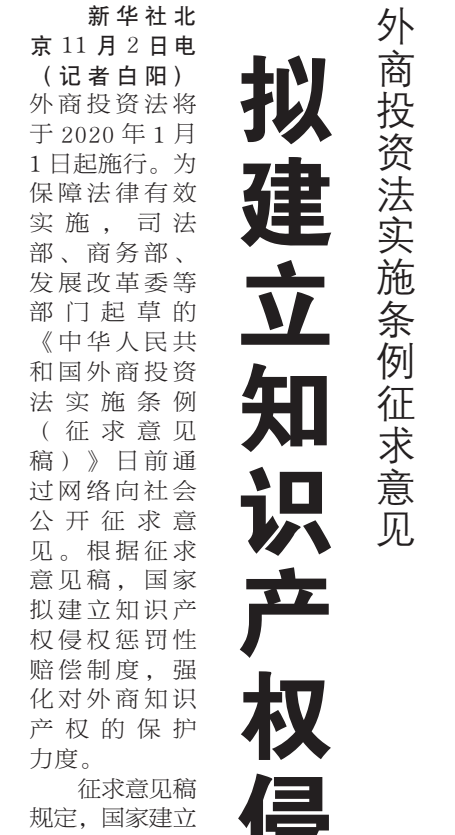 外商投资法实施条例征求意见
拟建立知识产权侵
新华社北
京 11 月 2 日电
（记者白阳）
外商投资法将
于 2020 年 1 月
1 日起施行。为
保障法律有效
实施，司法
部、商务部、
发展改革委等
部门起草的
《中华人民共
和国外商投资
法实施条例
（征求意见
稿）》日前通
过网络向社会
公开征求意
见。根据征求
意见稿，国家
拟建立知识产
权侵权惩罚性
赔偿制度，强
化对外商知识
产权的保护
力度。
征求意见稿
规定，国家建立